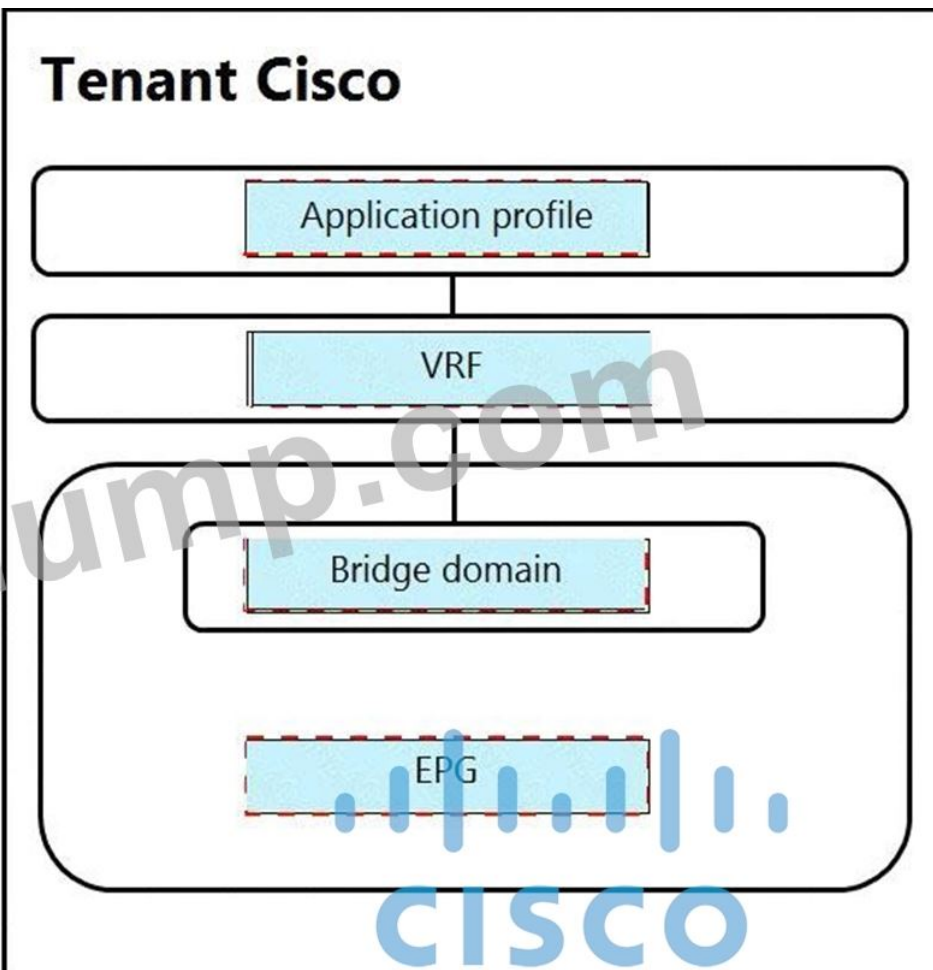 Tenant Cisco
Application profile
VRF
ump.com
Bridge domain
EPG
CISCO